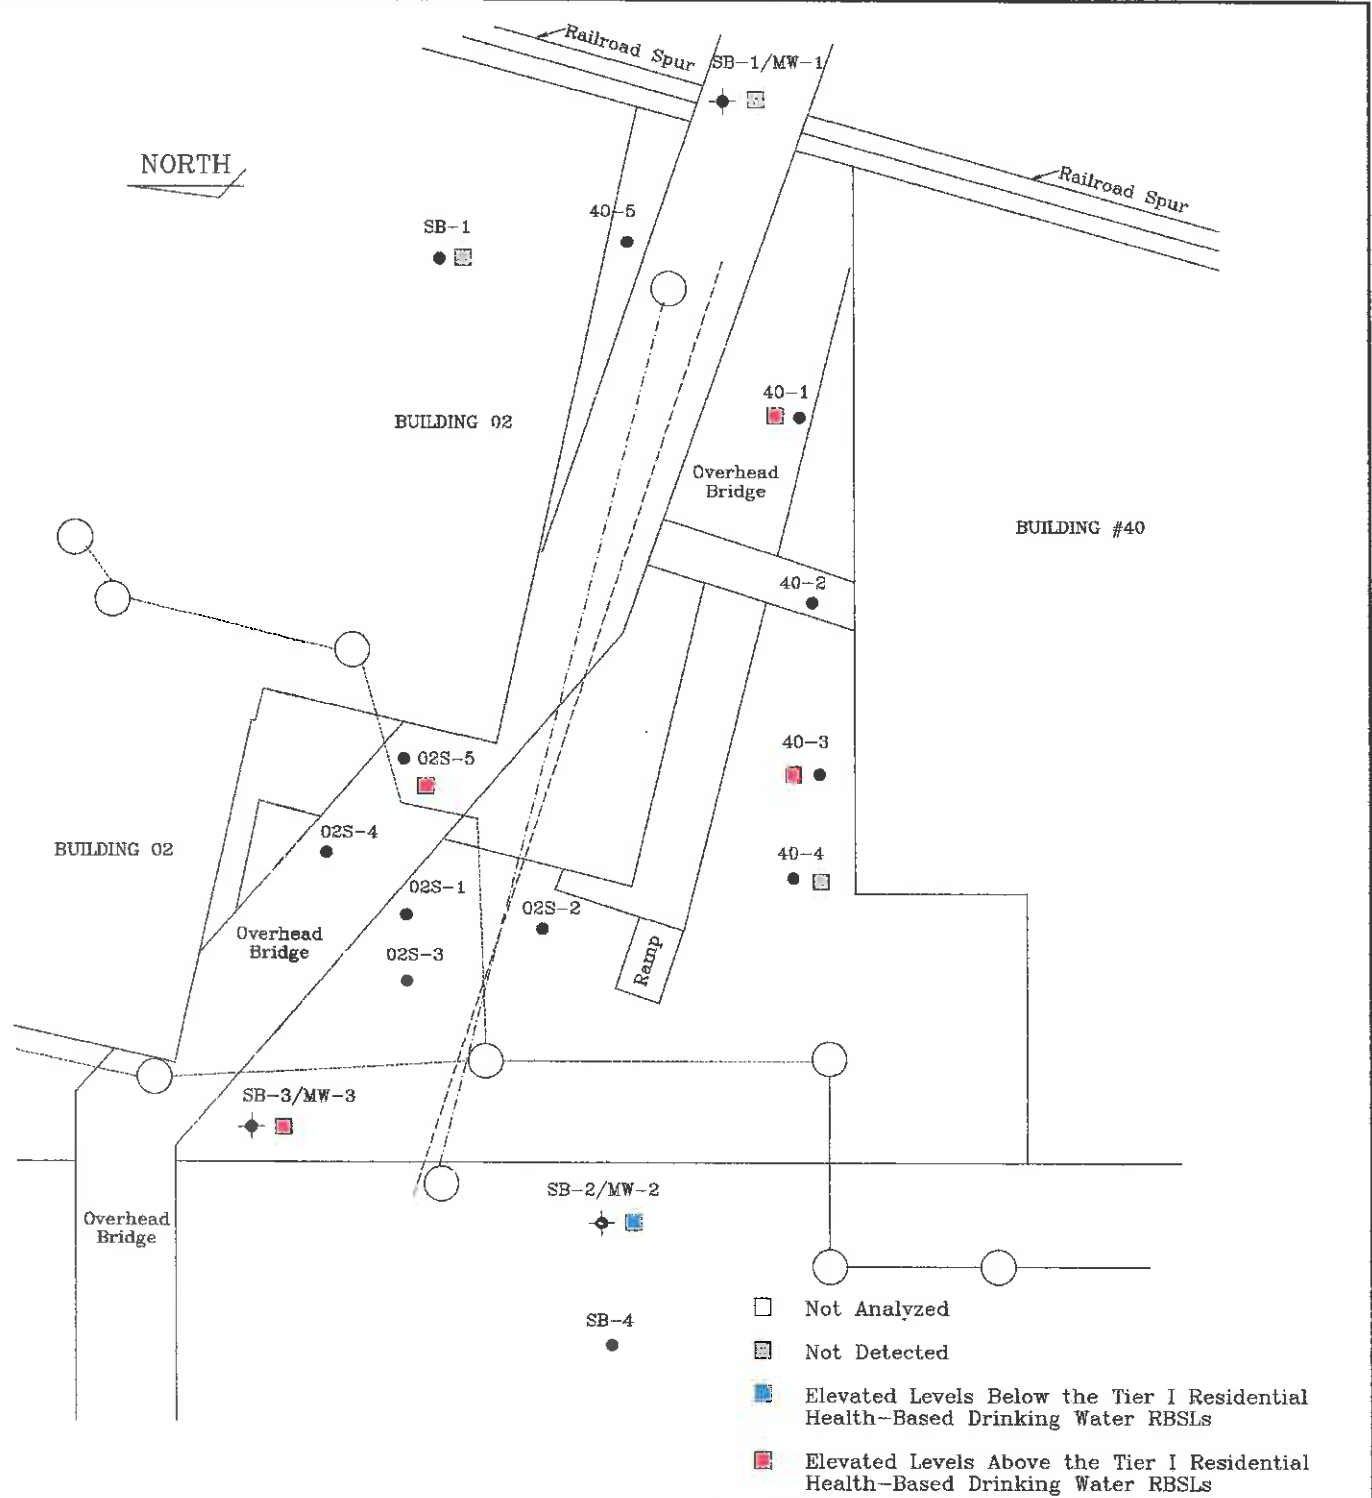 Railroad Spur
SB-1/MW-1
NORTH
Railroad Spur
40-5
SB-1
40-1
BUILDING 02
Overhead
Bridge
BUILDING #40
40-2
40-3
02S-5
02S-4
BUILDING 02
40-4
02S-1
02S-2
Overhead
Bridge
02S-3
Ramp
SB-3/MW-3
SB-2/MW-2
Overhead
Bridge
Not Analyzed
SB-4
Not Detected
Elevated Levels Below the Tier I Residential
Health-Based Drinking Water RBSLs
Elevated Levels Above the Tier I Residential
Health-Based Drinking Water RBSLs